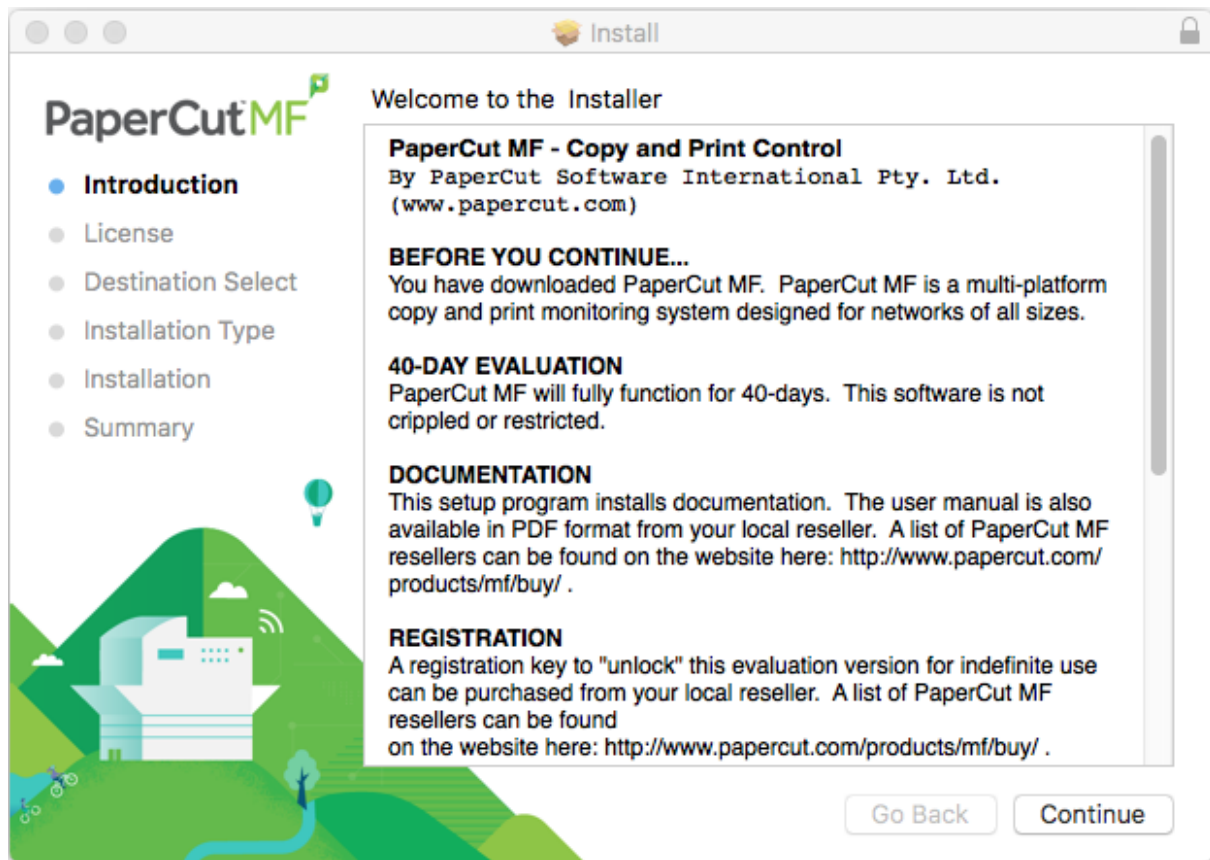 Install
PaperCut MF
Introduction
License
Destination Select
Installation Type
Installation
Summary
Welcome to the  Installer
PaperCut MF - Copy and Print Control
By PaperCut Software International Pty. Ltd.
(www.papercut.com)
BEFORE YOU CONTINUE...
You have downloaded PaperCut MF.  PaperCut MF is a multi-platform
copy and print monitoring system designed for networks of all sizes.
40-DAY EVALUATION
PaperCut MF will fully function for 40-days.  This software is not
crippled or restricted.
DOCUMENTATION
This setup program installs documentation.  The user manual is also
available in PDF format from your local reseller.  A list of PaperCut MF
resellers can be found on the website here: http://www.papercut.com/
products/mf/buy/ .
REGISTRATION
A registration key to "unlock" this evaluation version for indefinite use
can be purchased from your local reseller.  A list of PaperCut MF
resellers can be found
on the website here: http://www.papercut.com/products/mf/buy/ .
Go Back
Continue